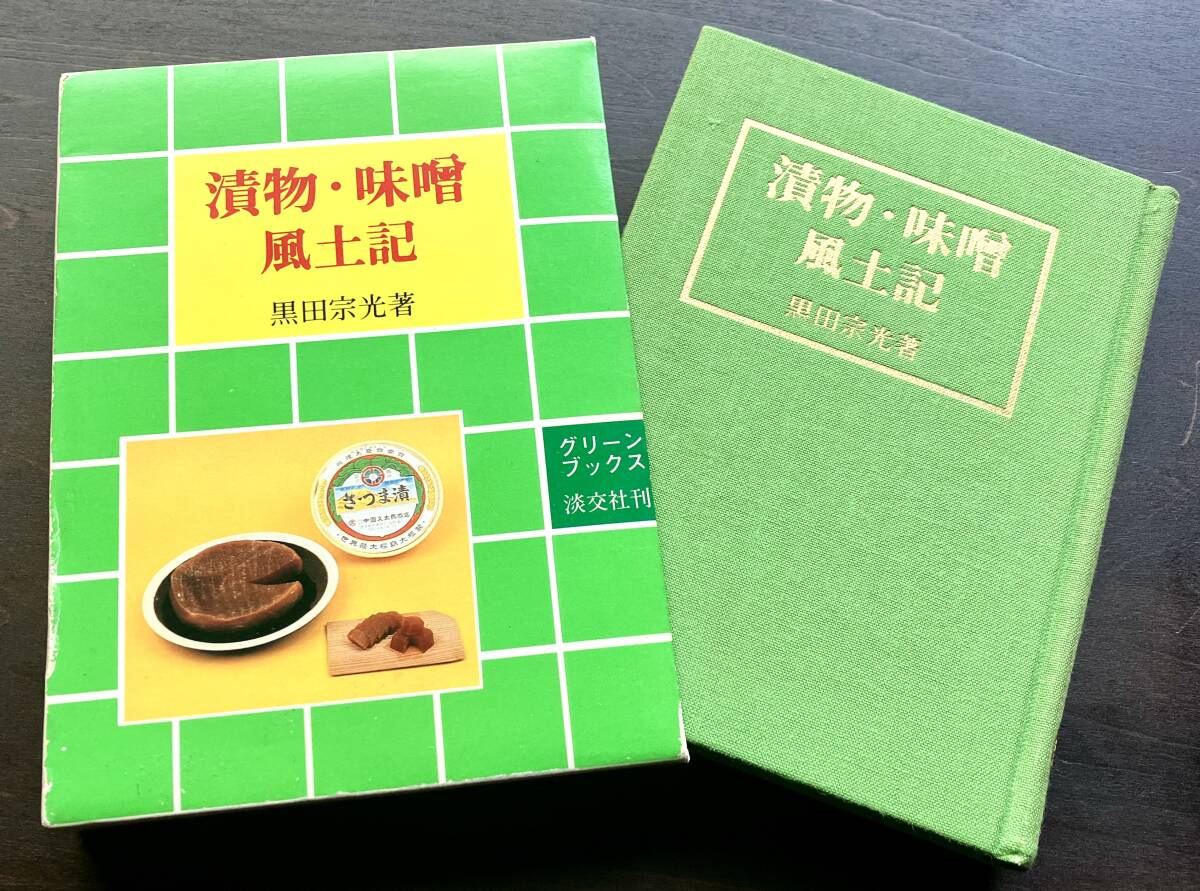 漬物・味噌
風土記
黒田宗光著
グリーン
ブックス
淡交社刊
さつま漬
漬物・味噌
風土記
黒田宗光著